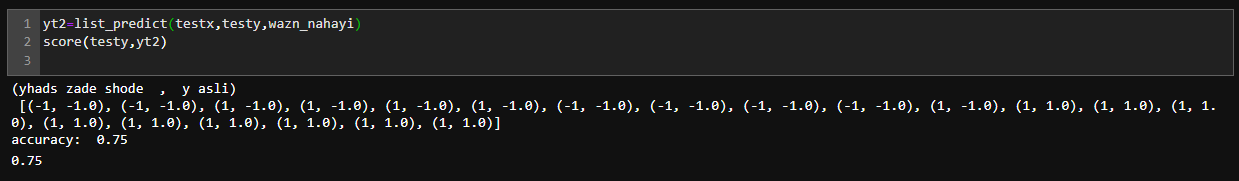 1 yt2=list_predict(testx,testy,wazn_nahayi)
2 score(testy,yt2)
3
(yhads zade shode  ,  y asli)
[(-1, -1.0), (-1, -1.0), (1, -1.0), (1, -1.0), (1, -1.0), (1, -1.0), (-1, -1.0), (-1, -1.0), (-1, -1.0), (-1, -1.0), (1, -1.0), (1, 1.0), (1, 1.0), (1, 1.
0), (1, 1.0), (1, 1.0), (1, 1.0), (1, 1.0), (1, 1.0), (1, 1.0)]
accuracy:  0.75
0.75